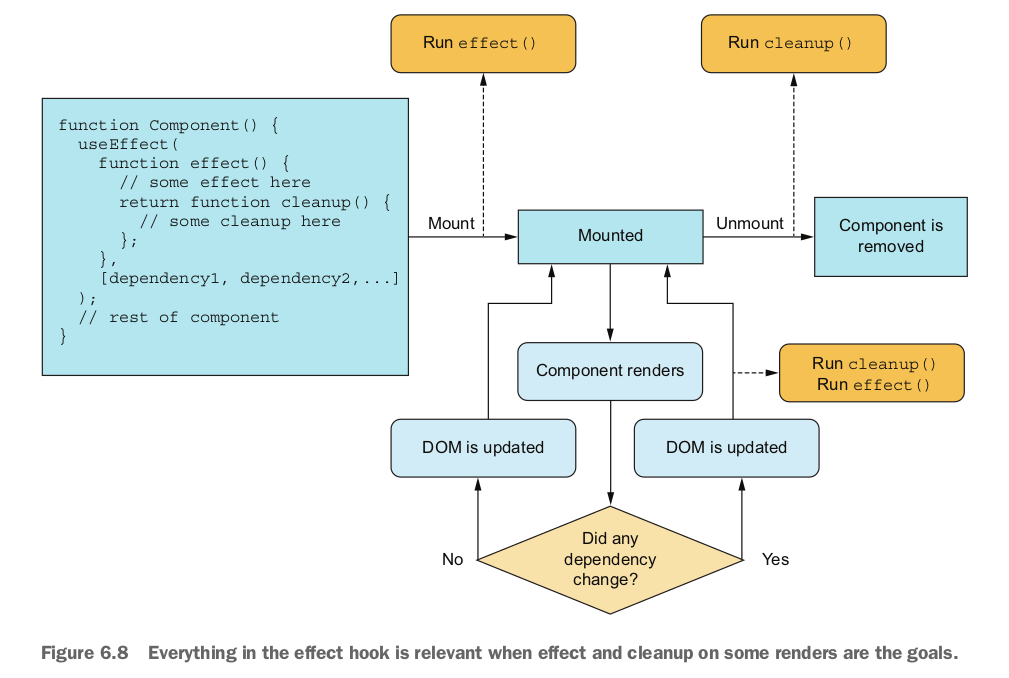 Run effect()
Run cleanup()
function Component() {
  useEffect(
    function effect() {
      // some effect here
      return function cleanup() {
        // some cleanup here
      };
    },
    [dependency1, dependency2,...]
  );
  // rest of component
}
Mount
Mounted
Unmount
Component is
removed
Component renders
Run cleanup()
Run effect()
DOM is updated
DOM is updated
Did any
dependency
change?
No
Yes
Figure 6.8 Everything in the effect hook is relevant when effect and cleanup on some renders are the goals.